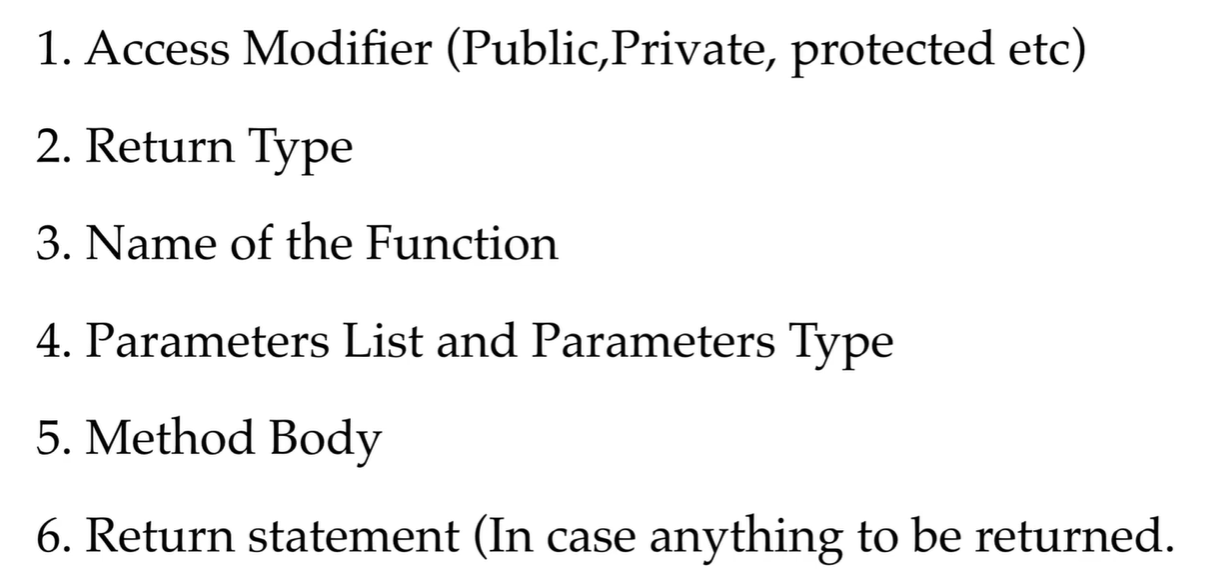 1. Access Modifier (Public,Private, protected etc)
2. Return Type
3. Name of the Function
4. Parameters List and Parameters Type
5. Method Body
6. Return statement (In case anything to be returned.